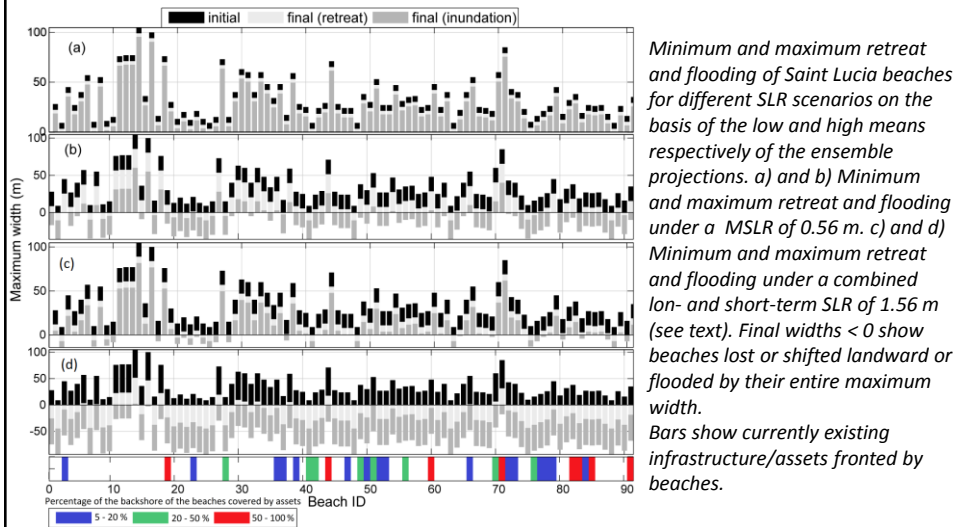 initial final (retreat) final (inundation)
(a)
100
50
0
(b)
100
50
0
(c)
100
50
0
(d)
100
50
0
-50
Maximum width (m)
0 10 20 30 40 50 60 70 80 90
Beach ID
Percentage of the backshore of the beaches covered by assets
5 - 20 % 20 - 50 % 50 - 100 %
Minimum and maximum retreat
and flooding of Saint Lucia beaches
for different SLR scenarios on the
basis of the low and high means
respectively of the ensemble
projections. a) and b) Minimum
and maximum retreat and flooding
under a MSLR of 0.56 m. c) and d)
Minimum and maximum retreat
and flooding under a combined
lon- and short-term SLR of 1.56 m
(see text). Final widths < 0 show
beaches lost or shifted landward or
flooded by their entire maximum
width.
Bars show currently existing
infrastructure/assets fronted by
beaches.